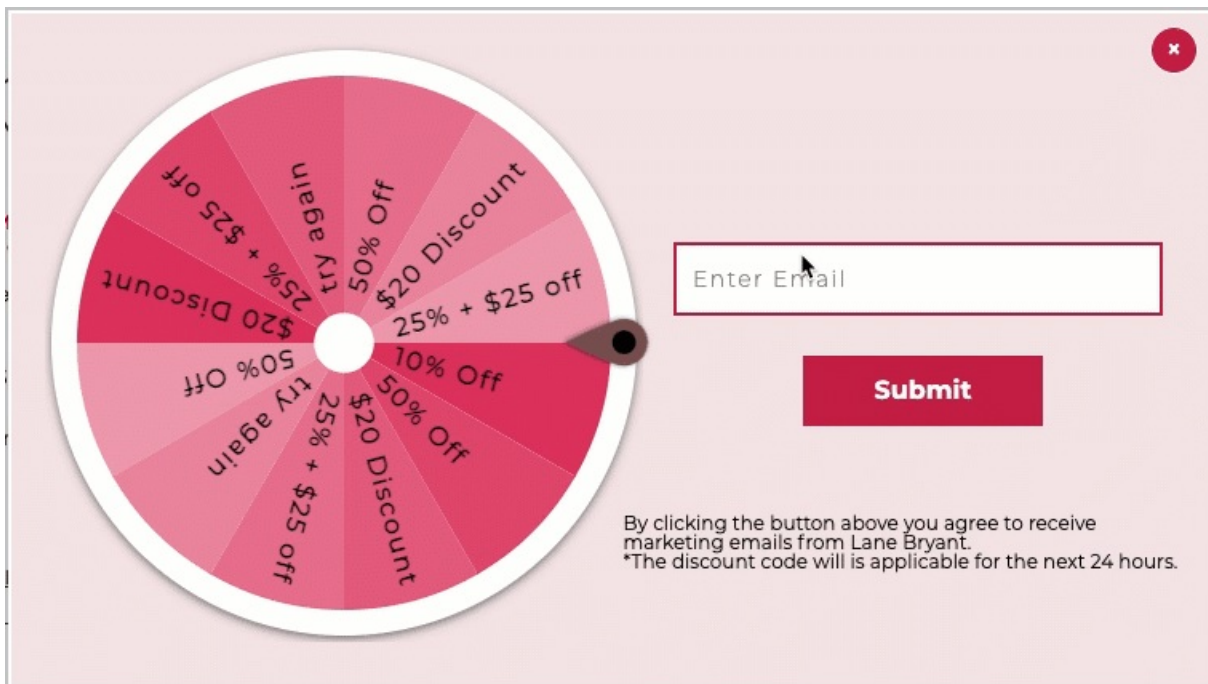 50% Off
$20 Discount
25% + $25 off
10% Off
50% Off
$20 Discount
25% + $25 off
try again
50% Off
$20 Discount
25% + $25 off
try again
Enter Email
Submit
By clicking the button above you agree to receive
marketing emails from Lane Bryant.
*The discount code will is applicable for the next 24 hours.